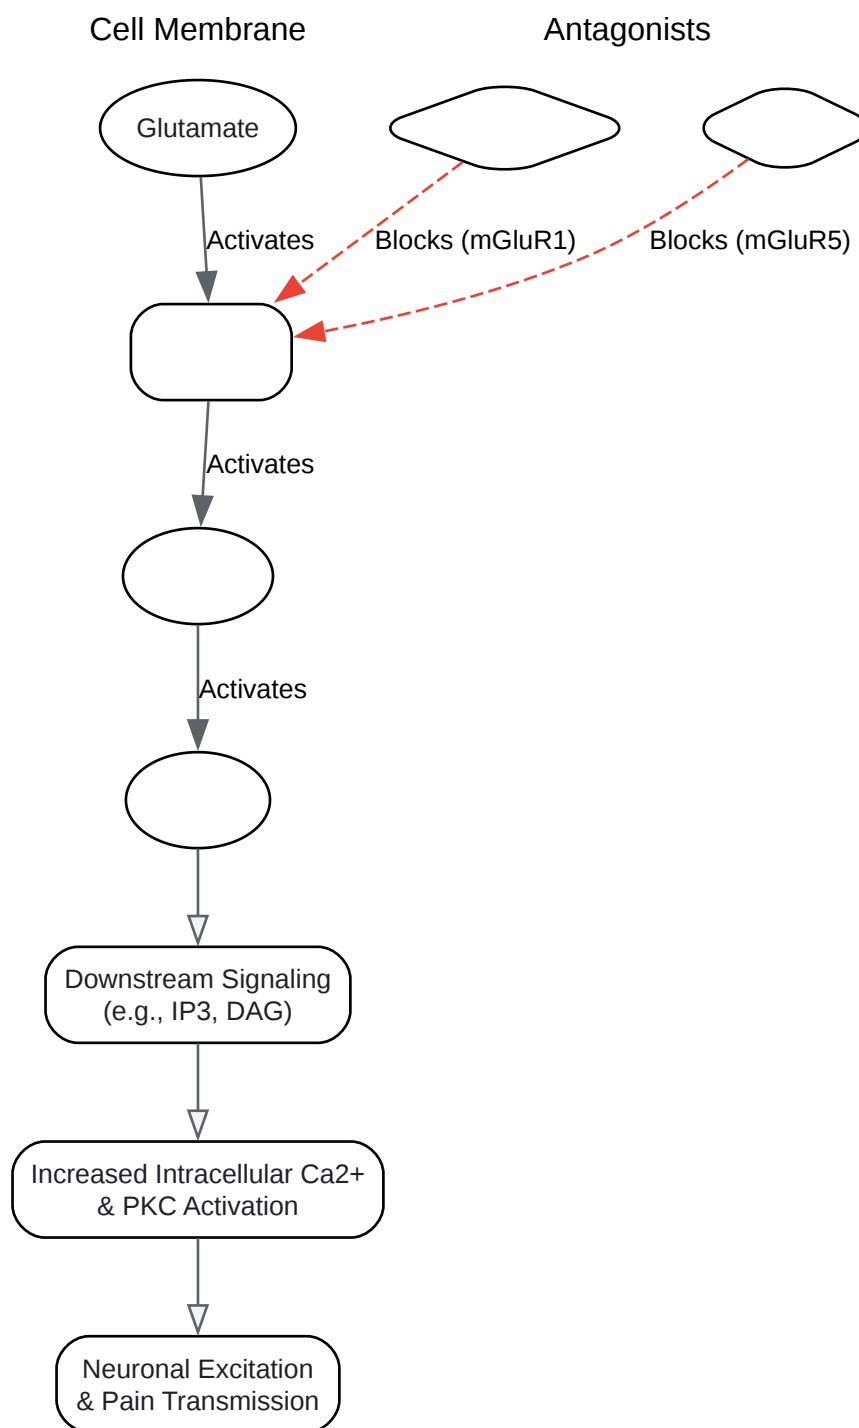 Cell Membrane
Antagonists
Glutamate
Activates
Blocks (mGluR1)
Blocks (mGluR5)
Activates
Activates
Downstream Signaling
(e.g., IP3, DAG)
Increased Intracellular Ca2+
& PKC Activation
Neuronal Excitation
& Pain Transmission